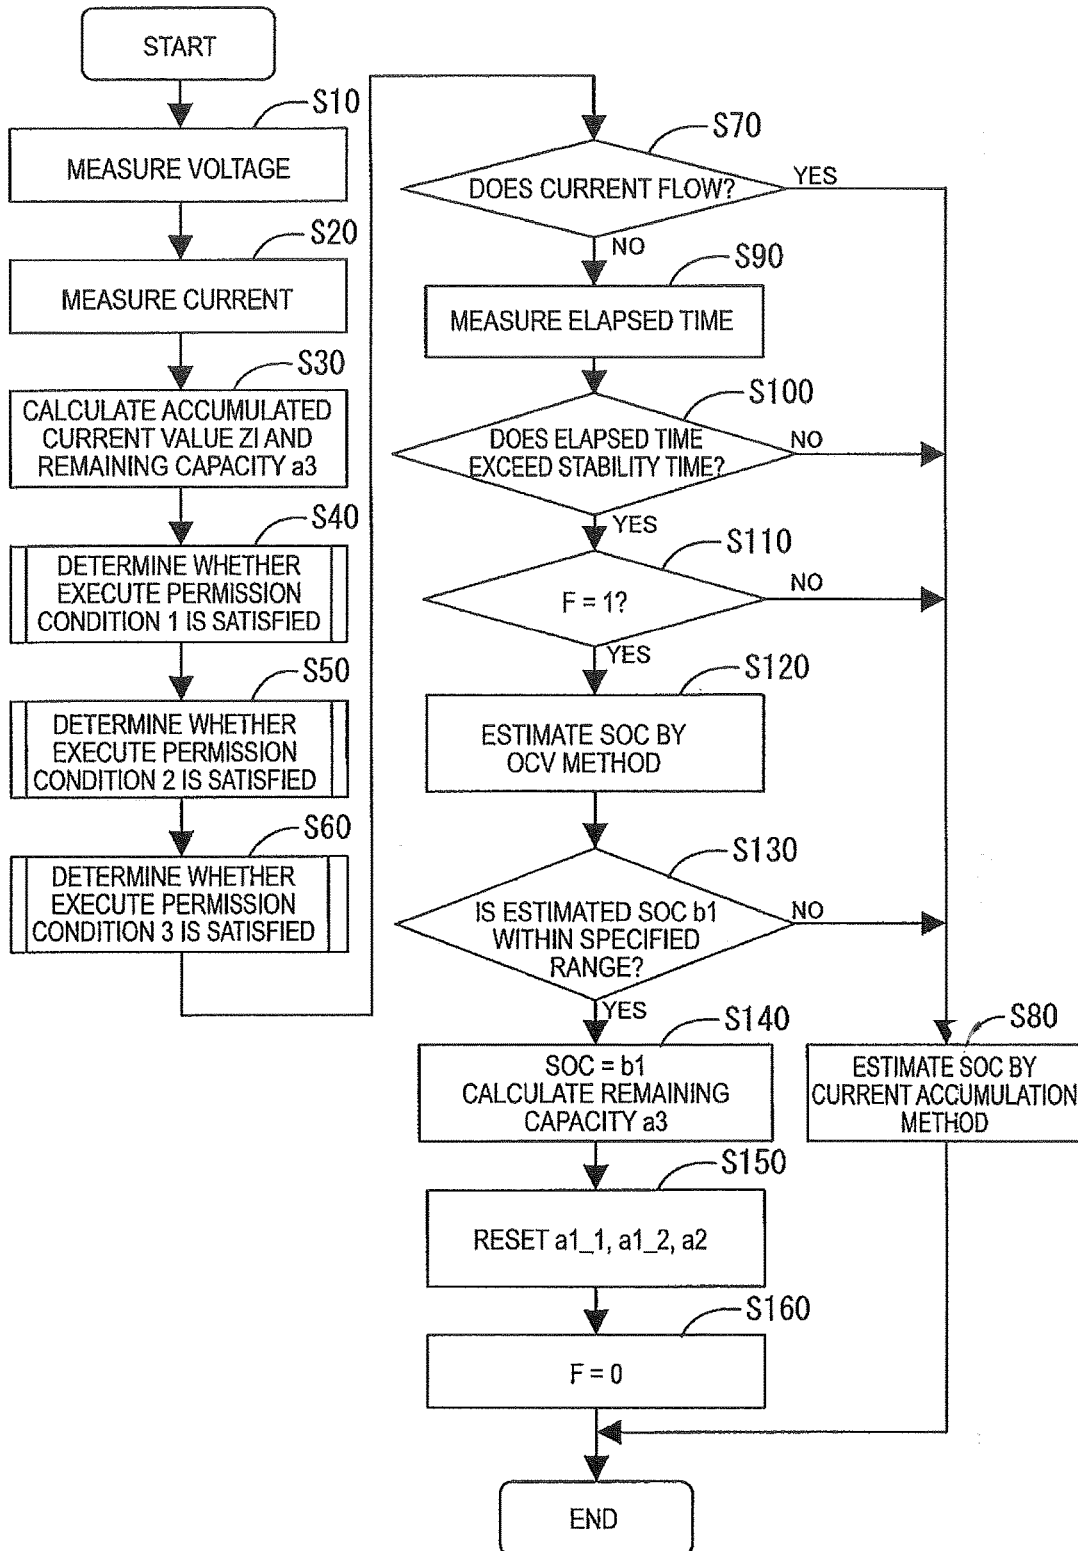 START
S10
MEASURE VOLTAGE
S20
MEASURE CURRENT
S30
CALCULATE ACCUMULATED
CURRENT VALUE ZI AND
REMAINING CAPACITY a3
S40
DETERMINE WHETHER
EXECUTE PERMISSION
CONDITION 1 IS SATISFIED
S50
DETERMINE WHETHER
EXECUTE PERMISSION
CONDITION 2 IS SATISFIED
S60
DETERMINE WHETHER
EXECUTE PERMISSION
CONDITION 3 IS SATISFIED
S70
DOES CURRENT FLOW?
YES
NO
S90
MEASURE ELAPSED TIME
S100
DOES ELAPSED TIME
EXCEED STABILITY TIME?
NO
YES
S110
F = 1?
NO
YES
S120
ESTIMATE SOC BY
OCV METHOD
S130
IS ESTIMATED SOC b1
WITHIN SPECIFIED
RANGE?
NO
YES
S140
SOC = b1
CALCULATE REMAINING
CAPACITY a3
S80
ESTIMATE SOC BY
CURRENT ACCUMULATION
METHOD
S150
RESET a1_1, a1_2, a2
S160
F = 0
END